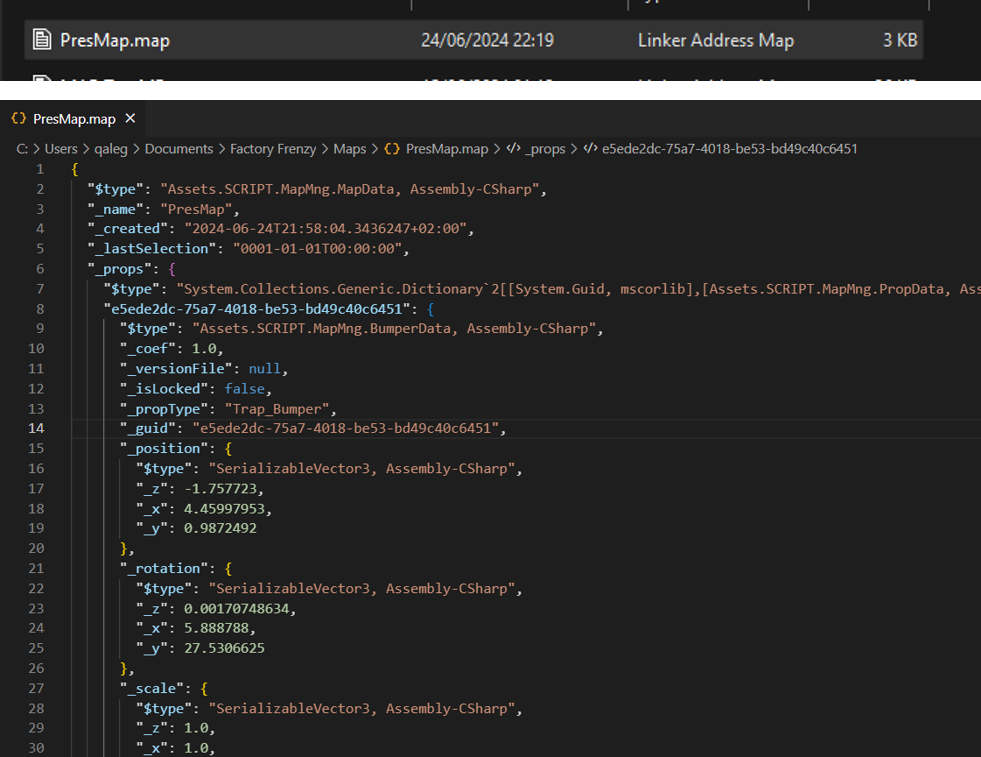 PresMap.map 24/06/2024 22:19 Linker Address Map 3 KB
{} PresMap.map ×
C: > Users > qaleg > Documents > Factory Frenzy > Maps > {} PresMap.map > </> _props > </> e5ede2dc-75a7-4018-be53-bd49c40c6451
1 {
2 "$type": "Assets.SCRIPT.MapMng.MapData, Assembly-CSharp",
3 "_name": "PresMap",
4 "_created": "2024-06-24T21:58:04.3436247+02:00",
5 "_lastSelection": "0001-01-01T00:00:00",
6 "_props": {
7 "$type": "System.Collections.Generic.Dictionary`2[[System.Guid, mscorlib],[Assets.SCRIPT.MapMng.PropData, Ass
8 "e5ede2dc-75a7-4018-be53-bd49c40c6451": {
9 "$type": "Assets.SCRIPT.MapMng.BumperData, Assembly-CSharp",
10 "_coef": 1.0,
11 "_versionFile": null,
12 "_isLocked": false,
13 "_propType": "Trap_Bumper",
14 "_guid": "e5ede2dc-75a7-4018-be53-bd49c40c6451",
15 "_position": {
16 "$type": "SerializableVector3, Assembly-CSharp",
17 "_z": -1.757723,
18 "_x": 4.45997953,
19 "_y": 0.9872492
20 },
21 "_rotation": {
22 "$type": "SerializableVector3, Assembly-CSharp",
23 "_z": 0.00170748634,
24 "_x": 5.888788,
25 "_y": 27.5306625
26 },
27 "_scale": {
28 "$type": "SerializableVector3, Assembly-CSharp",
29 "_z": 1.0,
30 "_x": 1.0,